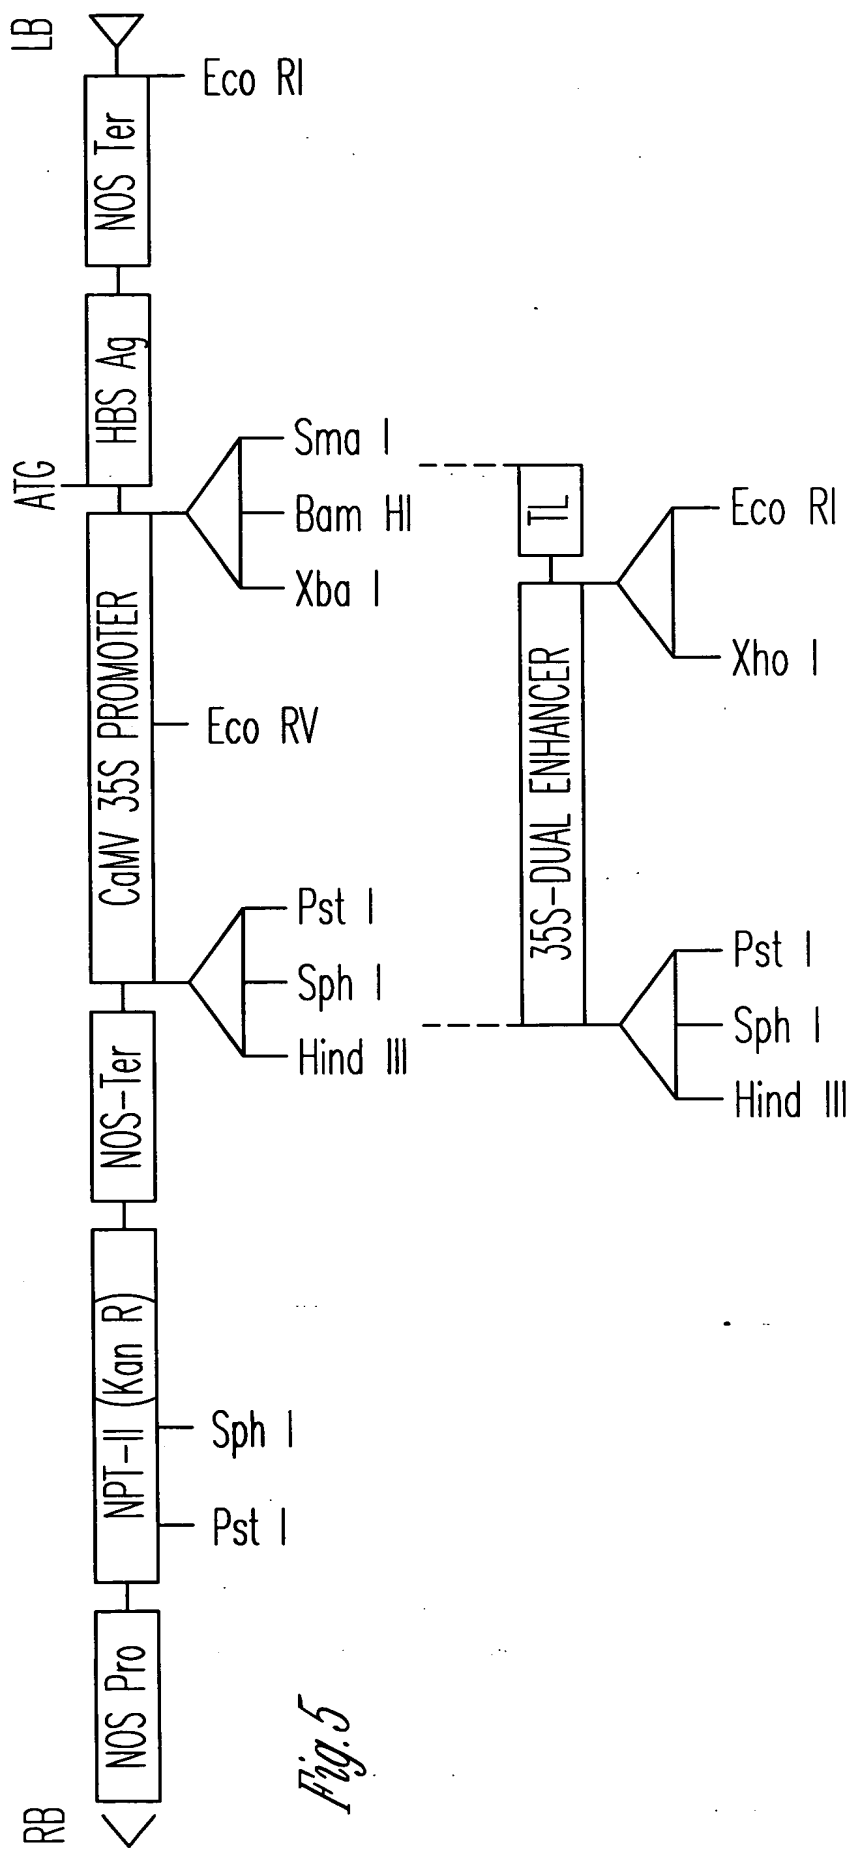 LB
Eco RI
NOS Ter
HBS Ag
ATG
Sma I
Bam HI
Xba I
TL
Eco RI
Xho I
CaMV 35S PROMOTER
Eco RV
35S-DUAL ENHANCER
Pst I
Sph I
Hind III
Pst I
Sph I
Hind III
NOS-Ter
NPT-II (Kan R)
Sph I
Pst I
NOS Pro
RB
Fig.5